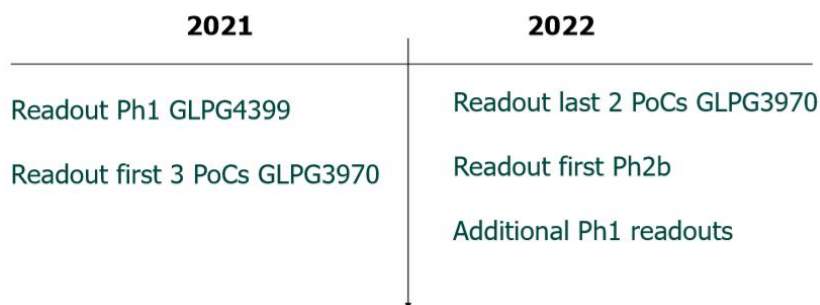 2021
2022
Readout Ph1 GLPG4399
Readout first 3 PoCs GLPG3970
Readout last 2 PoCs GLPG3970
Readout first Ph2b
Additional Ph1 readouts